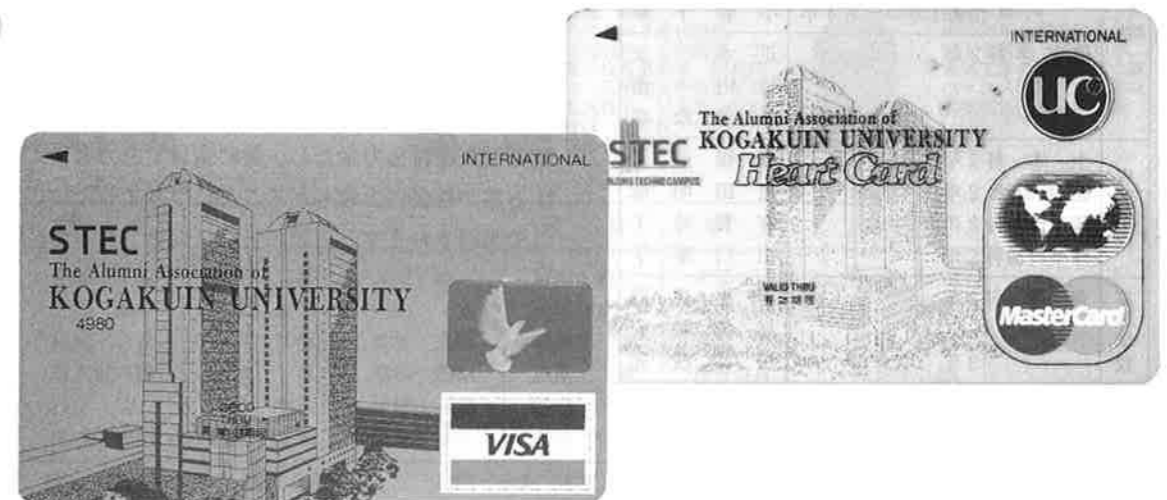 INTERNATIONAL
STEC
The Alumni Association of
KOGAKUIN UNIVERSITY
4980
THRU
VISA
INTERNATIONAL
UC
The Alumni Association of
KOGAKUIN UNIVERSITY
STEC
Heart Card
VALID THRU
MasterCard